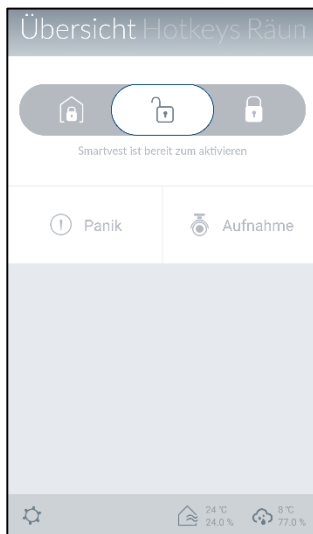 Übersicht Hotkeys Räun
Smartvest ist bereit zum aktivieren
Panik
Aufnahme
24 °C
24.0 %
8 °C
77.0 %